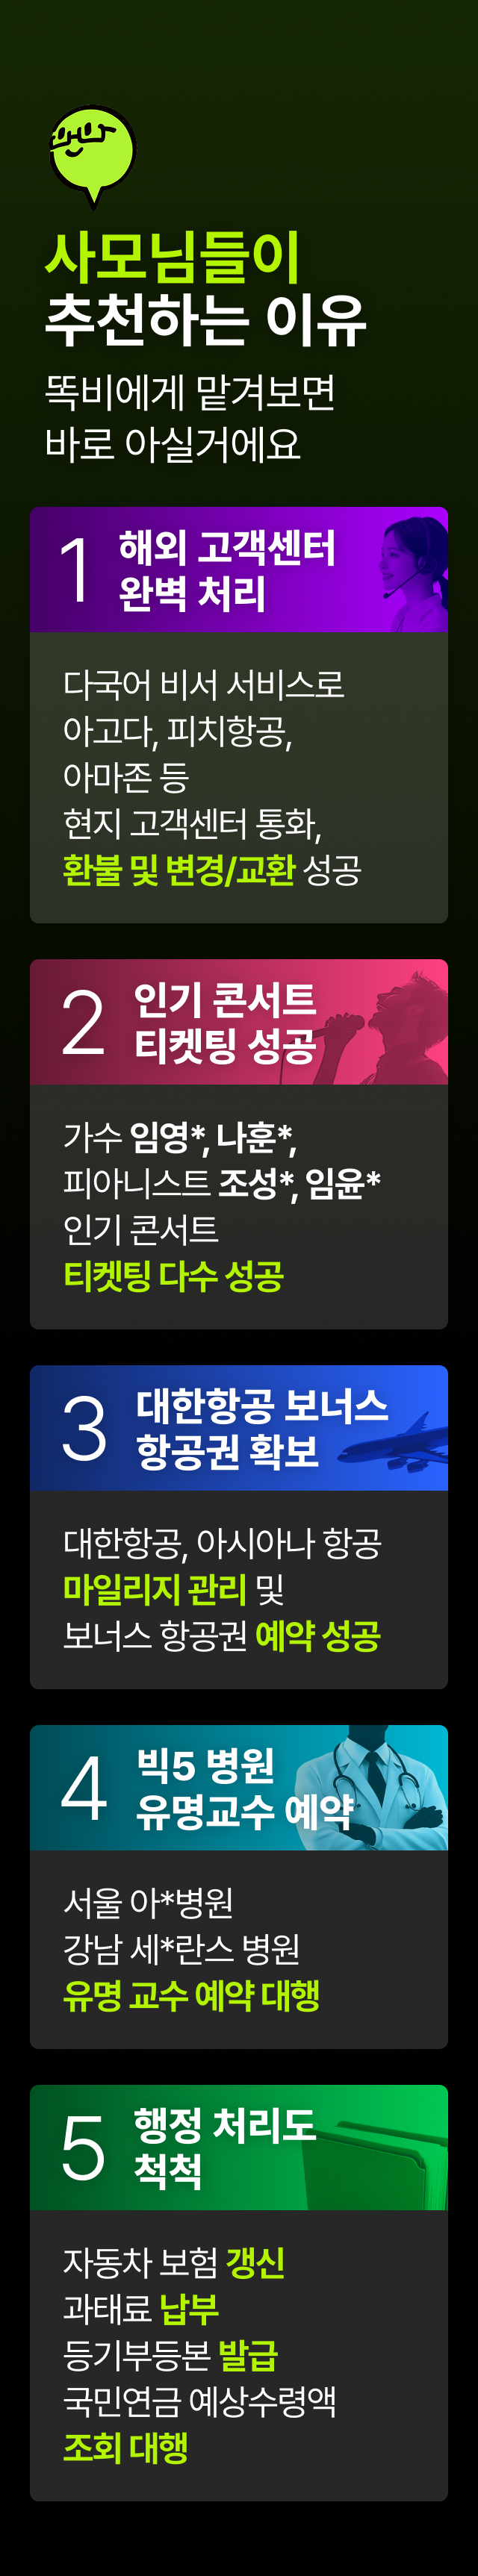 사모님들이
추천하는 이유
똑비에게 맡겨보면
바로 아실거에요
1
해외 고객센터
완벽 처리
다국어 비서 서비스로
아고다, 피치항공,
아마존 등
현지 고객센터 통화,
환불 및 변경/교환 성공
2
인기 콘서트
티켓팅 성공
가수 임영*, 나훈*,
피아니스트 조성*, 임윤*
인기 콘서트
티켓팅 다수 성공
3
대한항공 보너스
항공권 확보
대한항공, 아시아나 항공
마일리지 관리 및
보너스 항공권 예약 성공
4
빅5 병원
유명교수 예약
서울 아*병원
강남 세*란스 병원
유명 교수 예약 대행
5
행정 처리도
척척
자동차 보험 갱신
과태료 납부
등기부등본 발급
국민연금 예상수령액
조회 대행